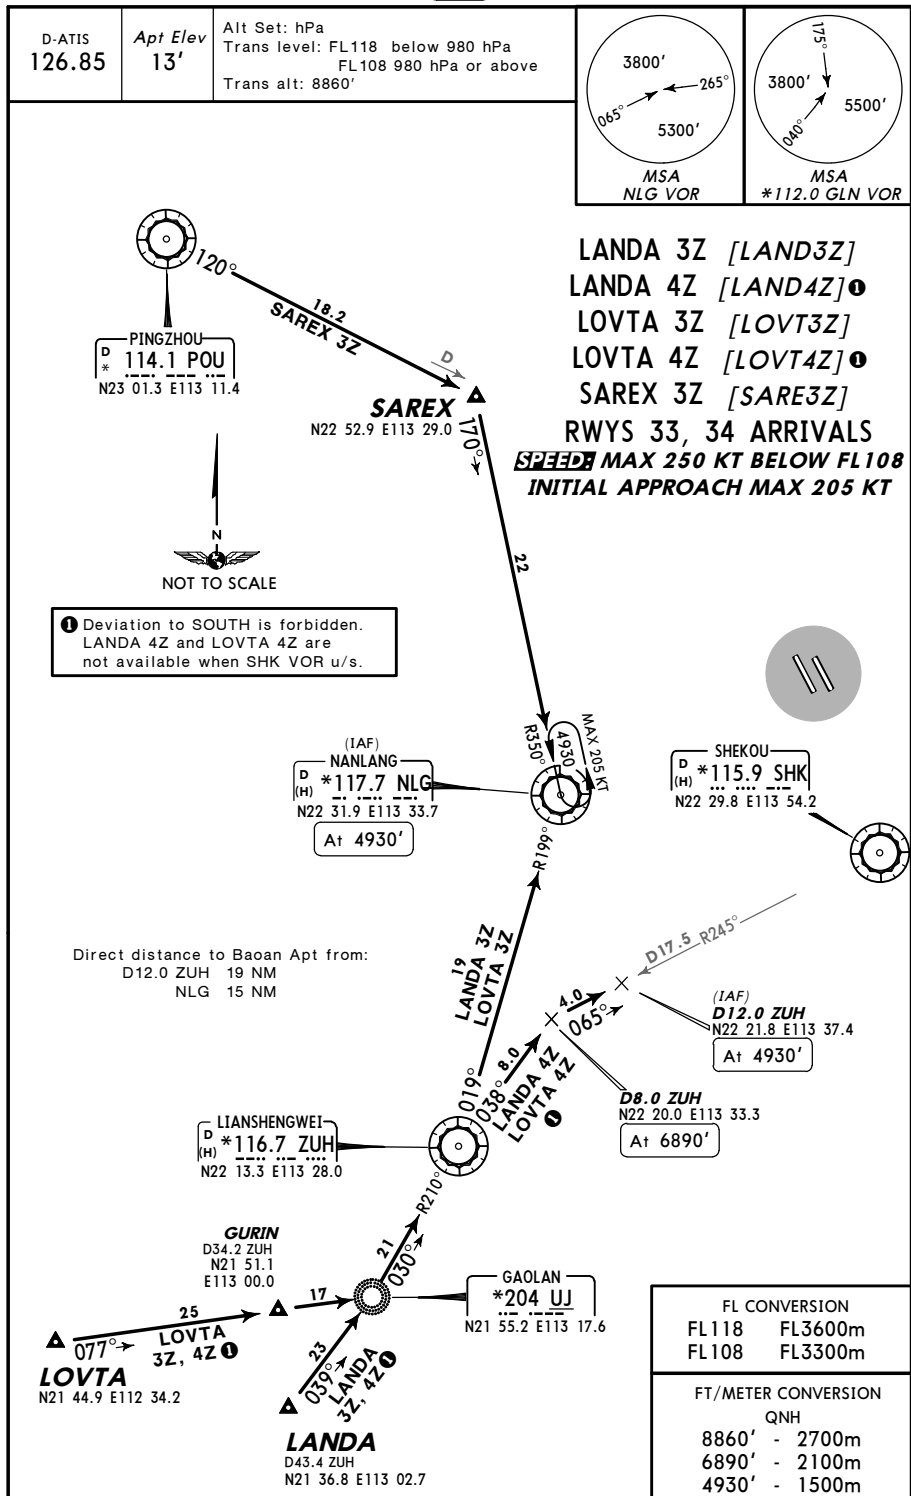 D-ATIS
126.85
Apt Elev
13'
Alt Set: hPa
Trans level: FL118 below 980 hPa
FL108 980 hPa or above
Trans alt: 8860'
3800'
265°
065°
5300'
MSA
NLG VOR
175°
3800'
5500'
040°
MSA
*112.0 GLN VOR
LANDA 3Z [LAND3Z]
LANDA 4Z [LAND4Z] ❶
LOVTA 3Z [LOVT3Z]
LOVTA 4Z [LOVT4Z] ❶
SAREX 3Z [SARE3Z]
RWYS 33, 34 ARRIVALS
SPEED: MAX 250 KT BELOW FL108
INITIAL APPROACH MAX 205 KT
120°
18.2
SAREX 3Z
D
PINGZHOU
D
* 114.1 POU
N23 01.3 E113 11.4
SAREX
N22 52.9 E113 29.0
170°
22
N
NOT TO SCALE
❶ Deviation to SOUTH is forbidden.
LANDA 4Z and LOVTA 4Z are
not available when SHK VOR u/s.
R350°
4930
MAX 205 KT
(IAF)
NANLANG
D
(H) *117.7 NLG
N22 31.9 E113 33.7
At 4930'
SHEKOU
D
(H) *115.9 SHK
N22 29.8 E113 54.2
R199°
19
LANDA 3Z
LOVTA 3Z
Direct distance to Baoan Apt from:
D12.0 ZUH 19 NM
NLG 15 NM
D17.5
R245°
4.0
065°
(IAF)
D12.0 ZUH
N22 21.8 E113 37.4
At 4930'
019°
038°
8.0
LANDA 4Z
LOVTA 4Z
❶
D8.0 ZUH
N22 20.0 E113 33.3
At 6890'
LIANSHENGWEI
D
(H) *116.7 ZUH
N22 13.3 E113 28.0
R210°
21
030°
GURIN
D34.2 ZUH
N21 51.1
E113 00.0
17
GAOLAN
*204 UJ
N21 55.2 E113 17.6
25
077°
LOVTA
3Z, 4Z ❶
LOVTA
N21 44.9 E112 34.2
23
039°
LANDA
3Z, 4Z ❶
LANDA
D43.4 ZUH
N21 36.8 E113 02.7
FL CONVERSION
FL118 FL3600m
FL108 FL3300m
FT/METER CONVERSION
QNH
8860' - 2700m
6890' - 2100m
4930' - 1500m